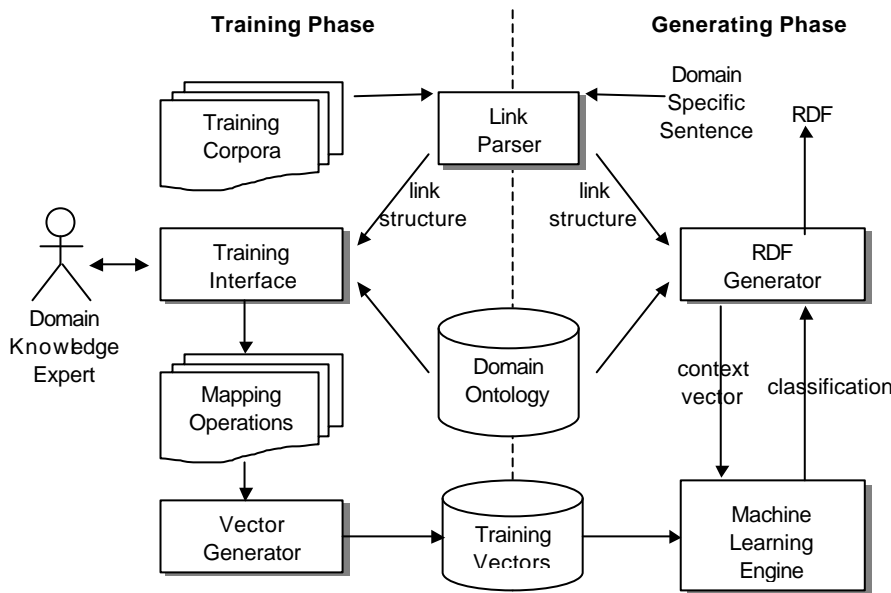 Training Phase
Generating Phase
Training
Corpora
Link
Parser
Domain
Specific
Sentence
RDF
link
structure
link
structure
Training
Interface
RDF
Generator
Domain
Knowledge
Expert
Domain
Ontology
Mapping
Operations
context
vector
classification
Vector
Generator
Training
Vectors
Machine
Learning
Engine